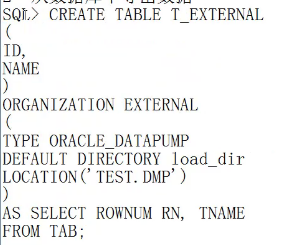 SQL> CREATE TABLE T_EXTERNAL
(
ID,
NAME
)
ORGANIZATION EXTERNAL
(
TYPE ORACLE_DATAPUMP
DEFAULT DIRECTORY load_dir
LOCATION('TEST.DMP')
)
AS SELECT ROWNUM RN, TNAME
FROM TAB;